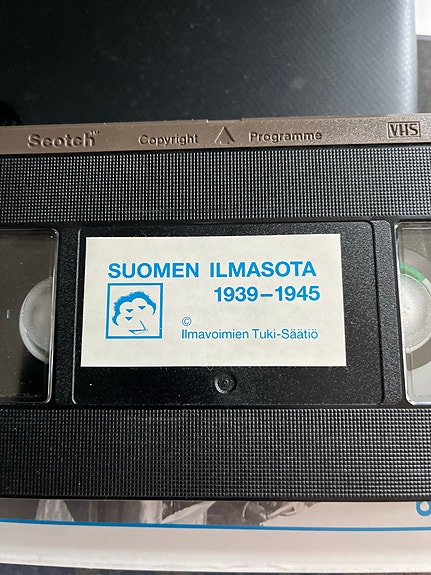 Scotch™ Copyright Programme VHS
SUOMEN ILMASOTA
1939–1945
©
Ilmavoimien Tuki-Säätiö